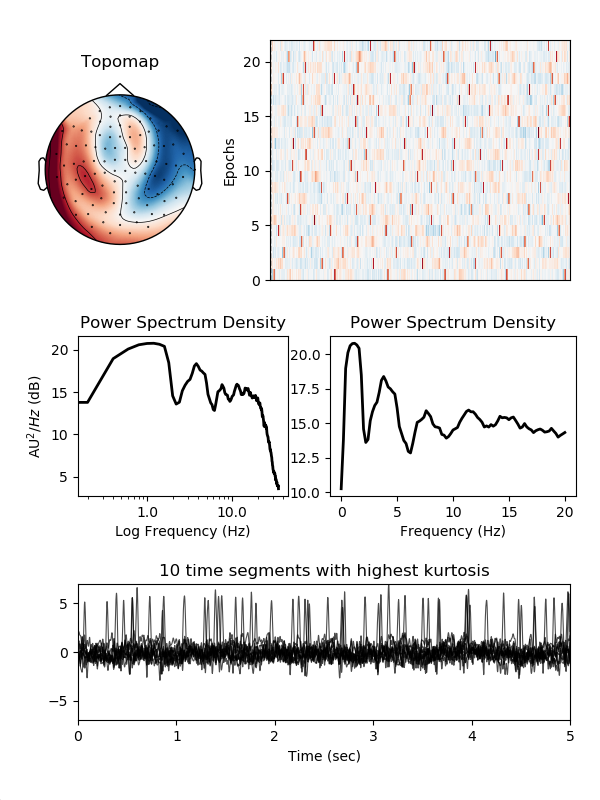 Topomap
20
15
10
5
0
Epochs
Power Spectrum Density
20
15
10
5
AU²/Hz (dB)
1.0 10.0
Log Frequency (Hz)
Power Spectrum Density
20.0
17.5
15.0
12.5
10.0
0 5 10 15 20
Frequency (Hz)
10 time segments with highest kurtosis
5
0
−5
0 1 2 3 4 5
Time (sec)